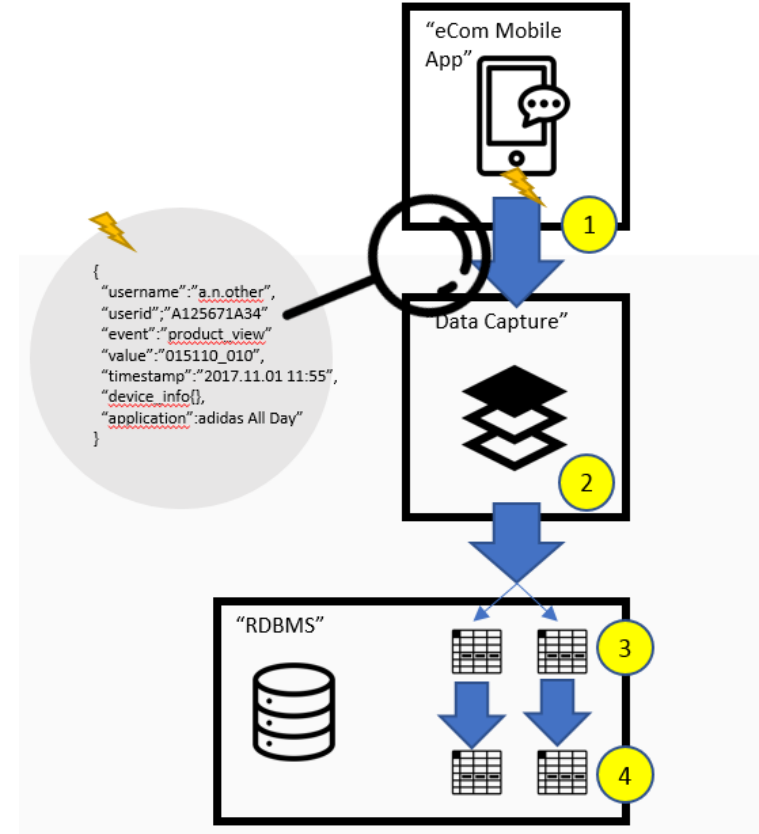 “eCom Mobile
App”
1
{
“username”:”a.n.other”,
“userid”;”A125671A34”
“event”:”product_view”
“value”:”015110_010”,
“timestamp”:”2017.11.01 11:55”,
“device_info{},
“application”:adidas All Day”
}
“Data Capture”
2
“RDBMS”
3
4